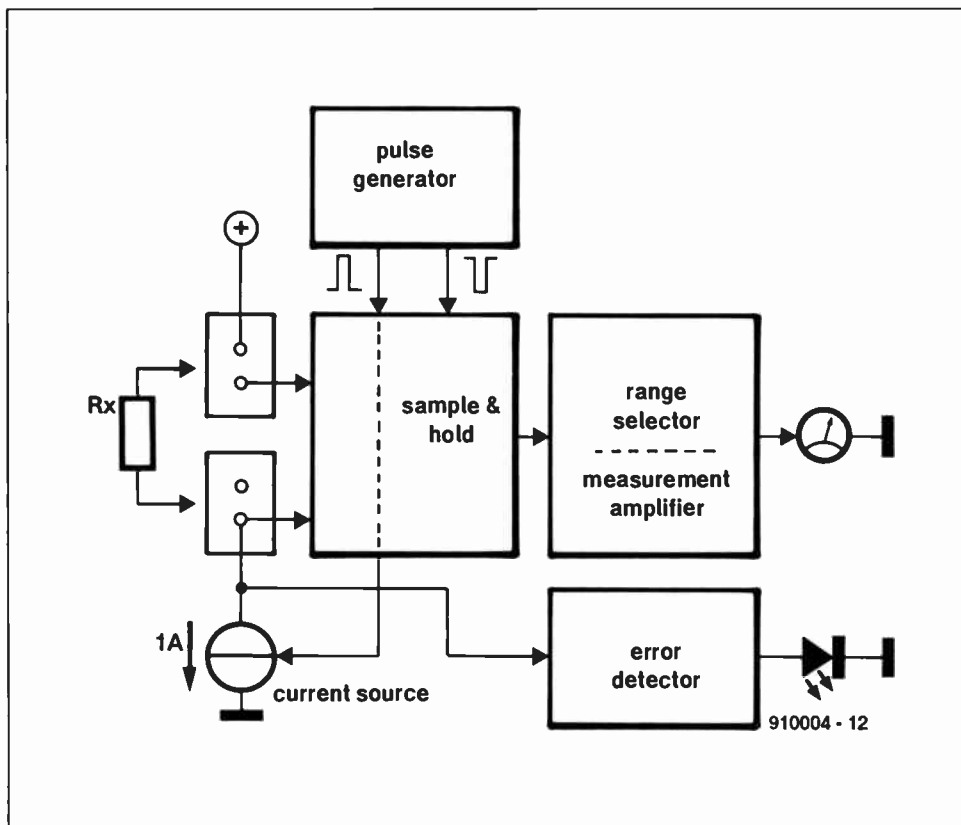 pulse
generator
+
Rx
sample &
hold
range
selector
measurement
amplifier
1A
current source
error
detector
910004 - 12